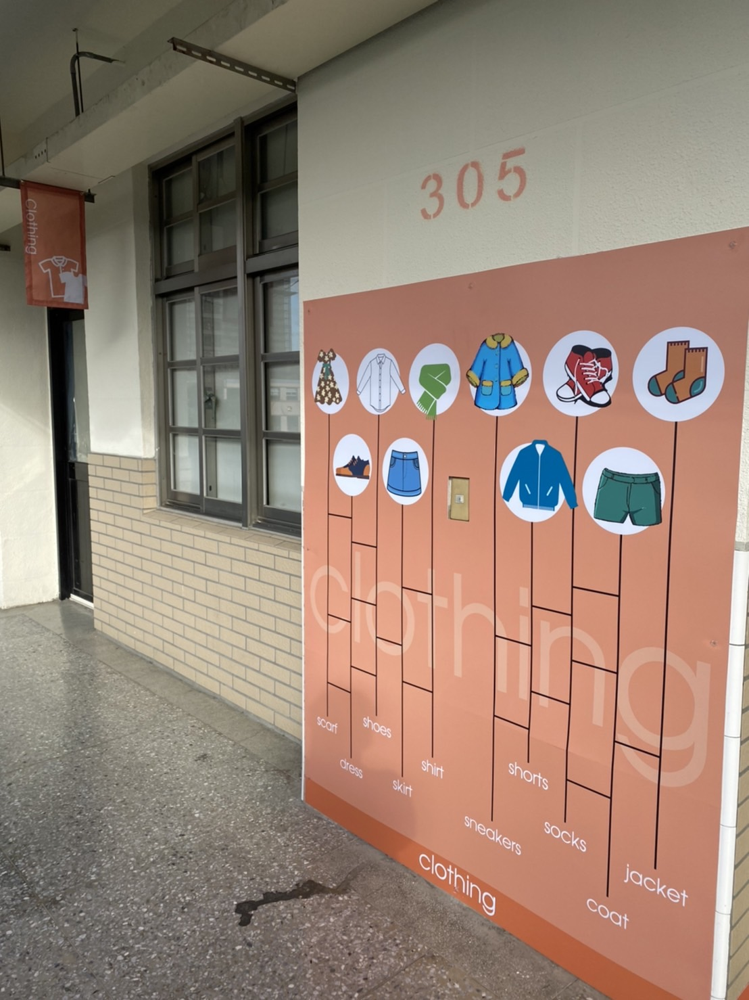 Clothing
305
clothing
scarf
shoes
dress
shirt
skirt
shorts
sneakers
socks
jacket
coat
clothing